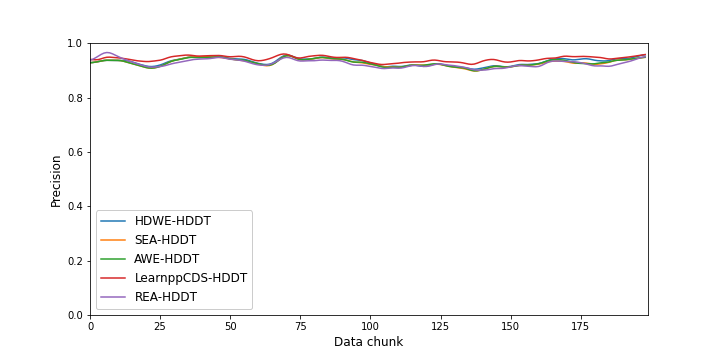 1.0
0.8
0.6
0.4
0.2
0.0
Precision
HDWE-HDDT
SEA-HDDT
AWE-HDDT
LearnppCDS-HDDT
REA-HDDT
0 25 50 75 100 125 150 175
Data chunk